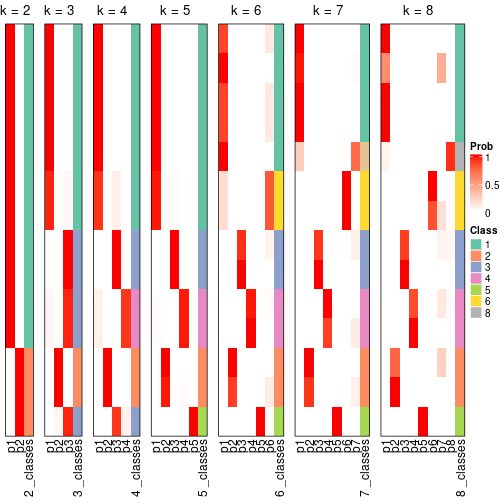 k = 2 k = 3 k = 4 k = 5 k = 6 k = 7 k = 8
Prob
1
0.5
0
Class
1
2
3
4
5
6
8
p1 p2 2_classes
p1 p2 p3 3_classes
p1 p2 p3 p4 4_classes
p1 p2 p3 p4 p5 5_classes
p1 p2 p3 p4 p5 p6 6_classes
p1 p2 p3 p4 p5 p6 p7 7_classes
p1 p2 p3 p4 p5 p6 p7 p8 8_classes